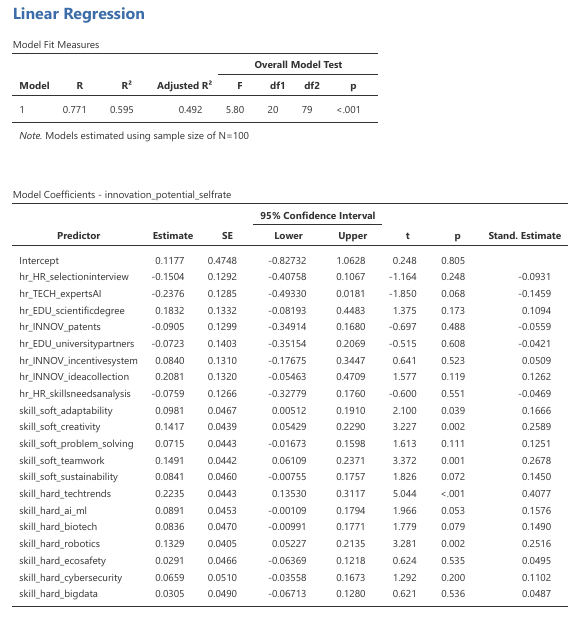 Linear Regression
Model Fit Measures
Overall Model Test
Model R R² Adjusted R² F df1 df2 p
1 0.771 0.595 0.492 5.80 20 79 <.001
Note. Models estimated using sample size of N=100
Model Coefficients - innovation_potential_selfrate
95% Confidence Interval
Predictor Estimate SE Lower Upper t p Stand. Estimate
Intercept 0.1177 0.4748 -0.82732 1.0628 0.248 0.805
hr_HR_selectioninterview -0.1504 0.1292 -0.40758 0.1067 -1.164 0.248 -0.0931
hr_TECH_expertsAI -0.2376 0.1285 -0.49330 0.0181 -1.850 0.068 -0.1459
hr_EDU_scientificdegree 0.1832 0.1332 -0.08193 0.4483 1.375 0.173 0.1094
hr_INNOV_patents -0.0905 0.1299 -0.34914 0.1680 -0.697 0.488 -0.0559
hr_EDU_universitypartners -0.0723 0.1403 -0.35154 0.2069 -0.515 0.608 -0.0421
hr_INNOV_incentivesystem 0.0840 0.1310 -0.17675 0.3447 0.641 0.523 0.0509
hr_INNOV_ideacollection 0.2081 0.1320 -0.05463 0.4709 1.577 0.119 0.1262
hr_HR_skillsneedsanalysis -0.0759 0.1266 -0.32779 0.1760 -0.600 0.551 -0.0469
skill_soft_adaptability 0.0981 0.0467 0.00512 0.1910 2.100 0.039 0.1666
skill_soft_creativity 0.1417 0.0439 0.05429 0.2290 3.227 0.002 0.2589
skill_soft_problem_solving 0.0715 0.0443 -0.01673 0.1598 1.613 0.111 0.1251
skill_soft_teamwork 0.1491 0.0442 0.06109 0.2371 3.372 0.001 0.2678
skill_soft_sustainability 0.0841 0.0460 -0.00755 0.1757 1.826 0.072 0.1450
skill_hard_techtrends 0.2235 0.0443 0.13530 0.3117 5.044 <.001 0.4077
skill_hard_ai_ml 0.0891 0.0453 -0.00109 0.1794 1.966 0.053 0.1576
skill_hard_biotech 0.0836 0.0470 -0.00991 0.1771 1.779 0.079 0.1490
skill_hard_robotics 0.1329 0.0405 0.05227 0.2135 3.281 0.002 0.2516
skill_hard_ecosafety 0.0291 0.0466 -0.06369 0.1218 0.624 0.535 0.0495
skill_hard_cybersecurity 0.0659 0.0510 -0.03558 0.1673 1.292 0.200 0.1102
skill_hard_bigdata 0.0305 0.0490 -0.06713 0.1280 0.621 0.536 0.0487